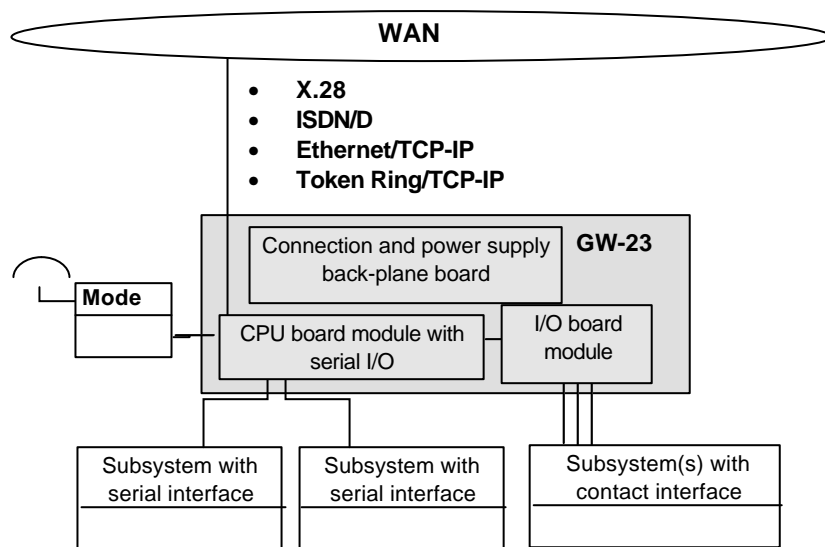 WAN
• X.28
• ISDN/D
• Ethernet/TCP-IP
• Token Ring/TCP-IP
Connection and power supply
back-plane board
GW-23
Mode
CPU board module with
serial I/O
I/O board
module
Subsystem with
serial interface
Subsystem with
serial interface
Subsystem(s) with
contact interface